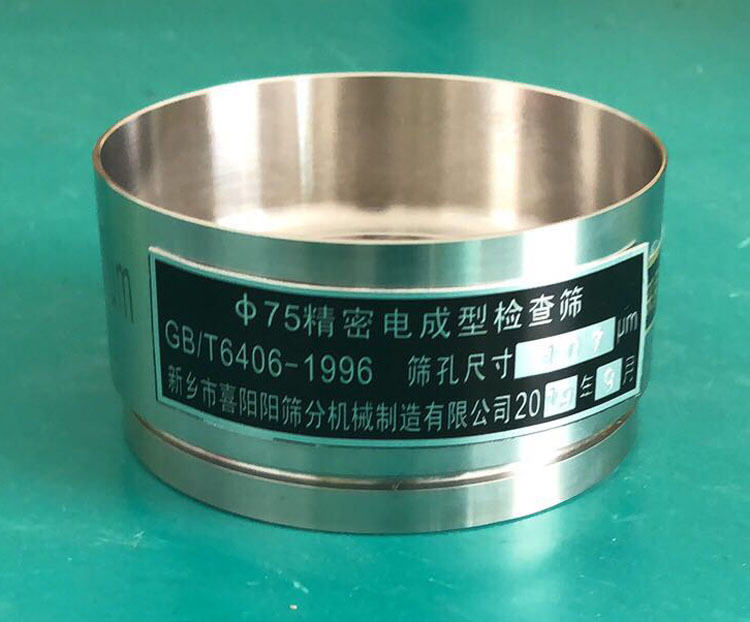 Φ75精密电成型检查筛
GB/T6406-1996 筛孔尺寸 μm
新乡市喜阳阳筛分机械制造有限公司20 年9月
μm